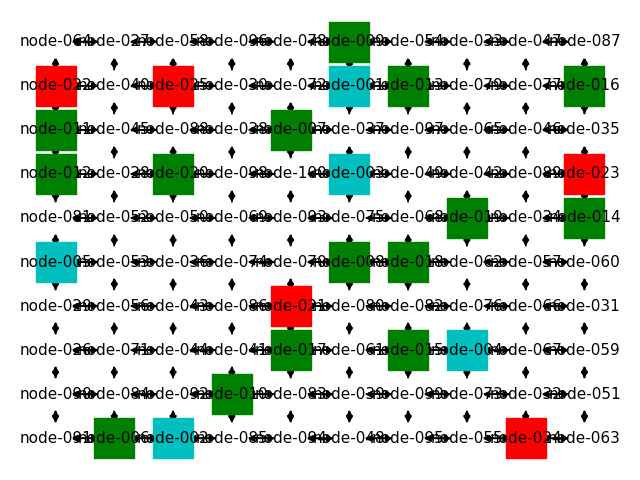 node-064 node-027 node-058 node-096 node-078 node-009 node-054 node-033 node-047 node-087
node-022 node-040 node-025 node-030 node-072 node-001 node-013 node-079 node-077 node-016
node-011 node-045 node-088 node-038 node-007 node-037 node-097 node-065 node-046 node-035
node-012 node-028 node-020 node-098 node-100 node-003 node-049 node-042 node-089 node-023
node-081 node-052 node-050 node-069 node-093 node-075 node-068 node-019 node-034 node-014
node-005 node-053 node-036 node-074 node-070 node-008 node-018 node-062 node-057 node-060
node-029 node-056 node-043 node-086 node-021 node-080 node-082 node-076 node-066 node-031
node-026 node-071 node-044 node-041 node-017 node-061 node-015 node-004 node-067 node-059
node-090 node-084 node-092 node-010 node-083 node-039 node-099 node-073 node-032 node-051
node-091 node-006 node-002 node-085 node-094 node-048 node-095 node-055 node-024 node-063